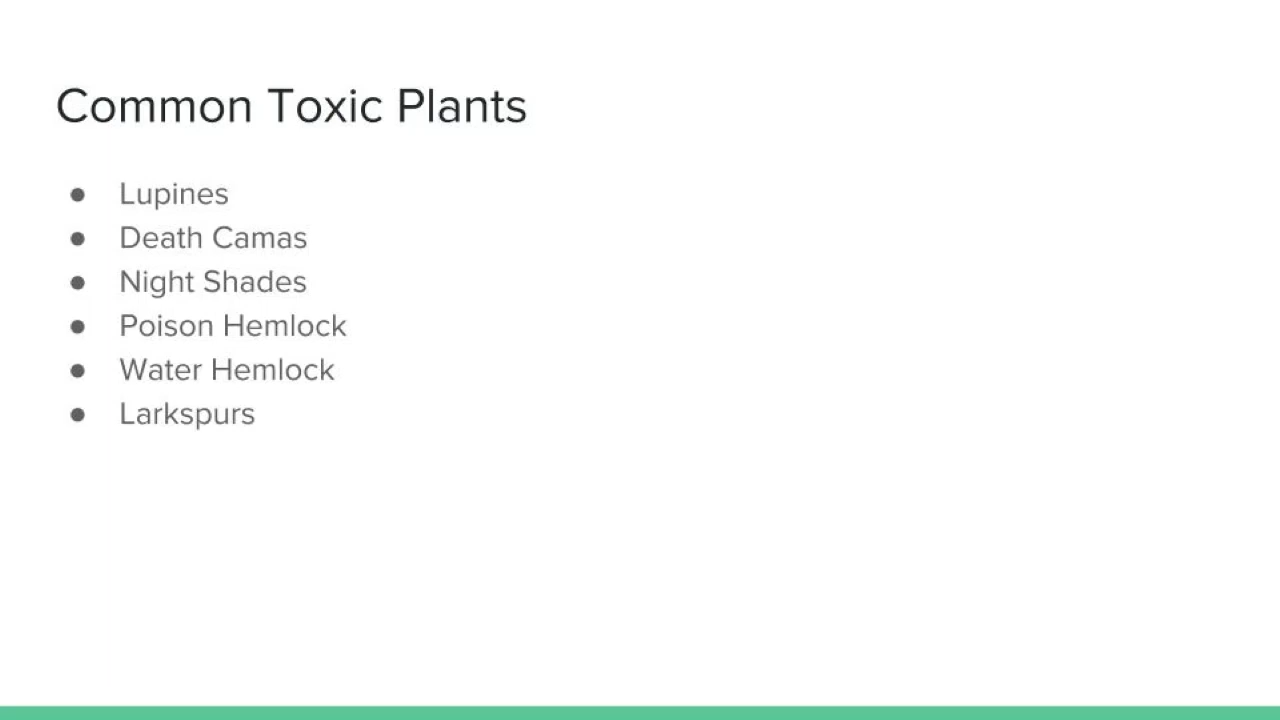 Common Toxic Plants
● Lupines
● Death Camas
● Night Shades
● Poison Hemlock
● Water Hemlock
● Larkspurs